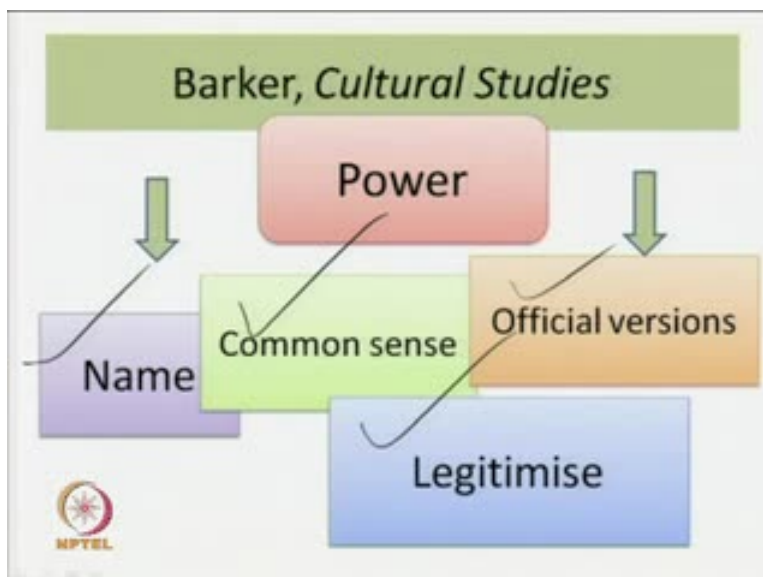 Barker, Cultural Studies
Power
Name
Common sense
Official versions
Legitimise
NPTEL